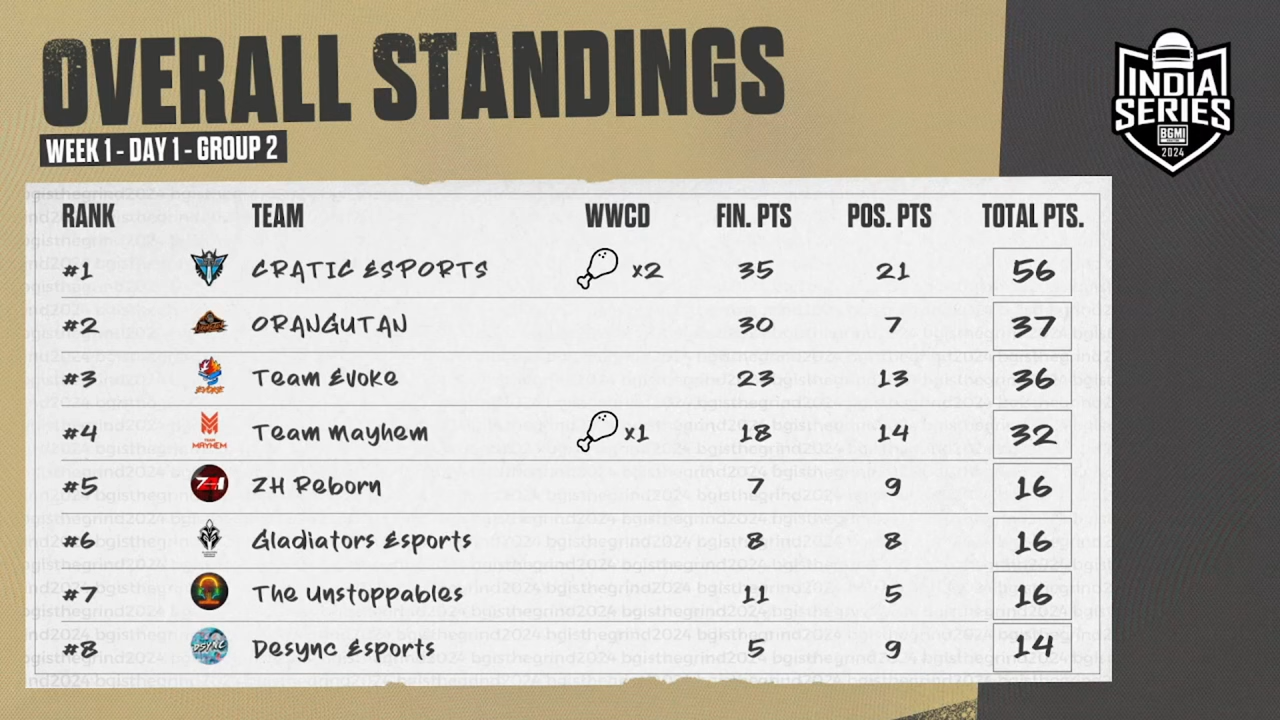 OVERALL STANDINGS
WEEK 1 - DAY 1 - GROUP 2
INDIA
SERIES
BGMI
2024
RANK TEAM WWCD FIN. PTS POS. PTS TOTAL PTS.
#1 CRATIC ESPORTS x2 35 21 56
#2 ORANGUTAN 30 7 37
#3 EVOKE Team Evoke 23 13 36
#4 TEAM MAYHEM Team Mayhem x1 18 14 32
#5 ZH Reborn 7 9 16
#6 Gladiators Esports 8 8 16
#7 The Unstoppables 11 5 16
#8 Desync Esports 5 9 14